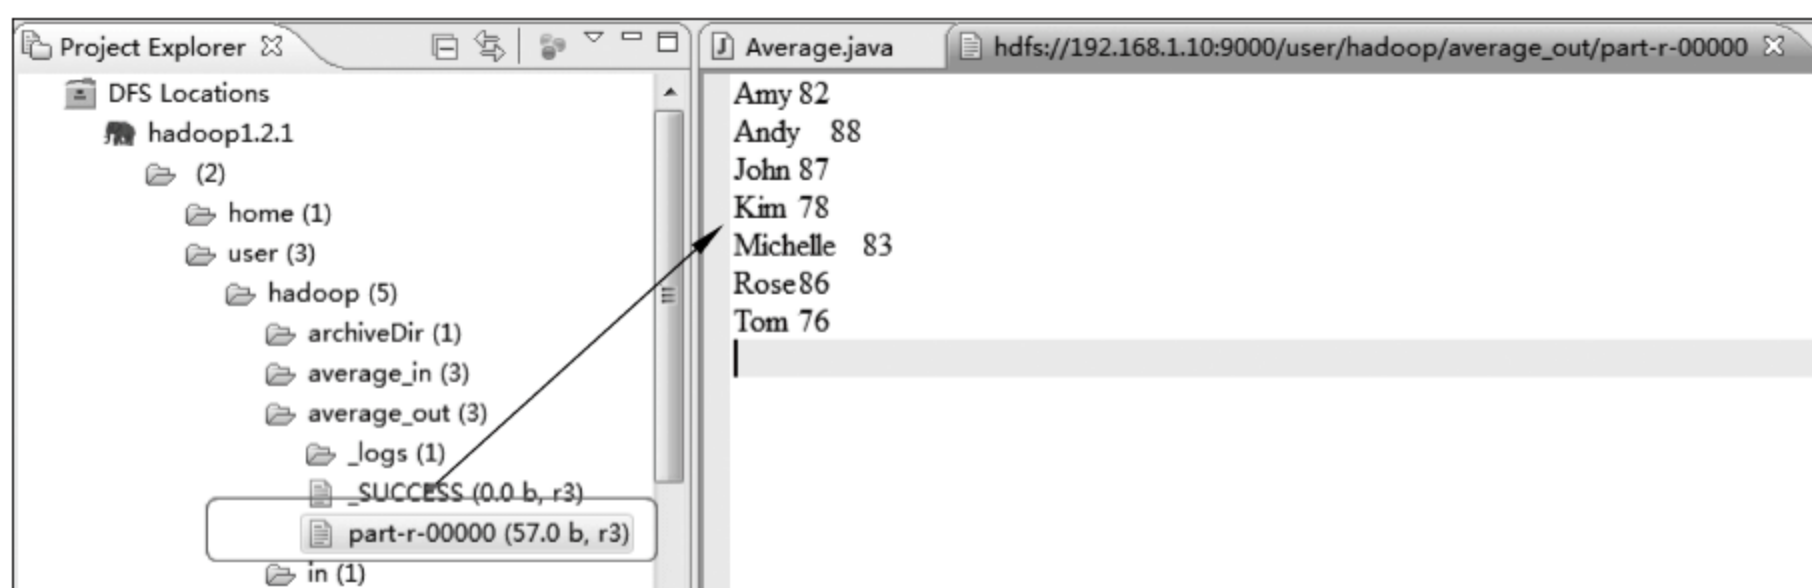 Project Explorer
DFS Locations
hadoop1.2.1
(2)
home (1)
user (3)
hadoop (5)
archiveDir (1)
average_in (3)
average_out (3)
_logs (1)
_SUCCESS (0.0 b, r3)
part-r-00000 (57.0 b, r3)
in (1)
Average.java
hdfs://192.168.1.10:9000/user/hadoop/average_out/part-r-00000
Amy 82
Andy 88
John 87
Kim 78
Michelle 83
Rose86
Tom 76